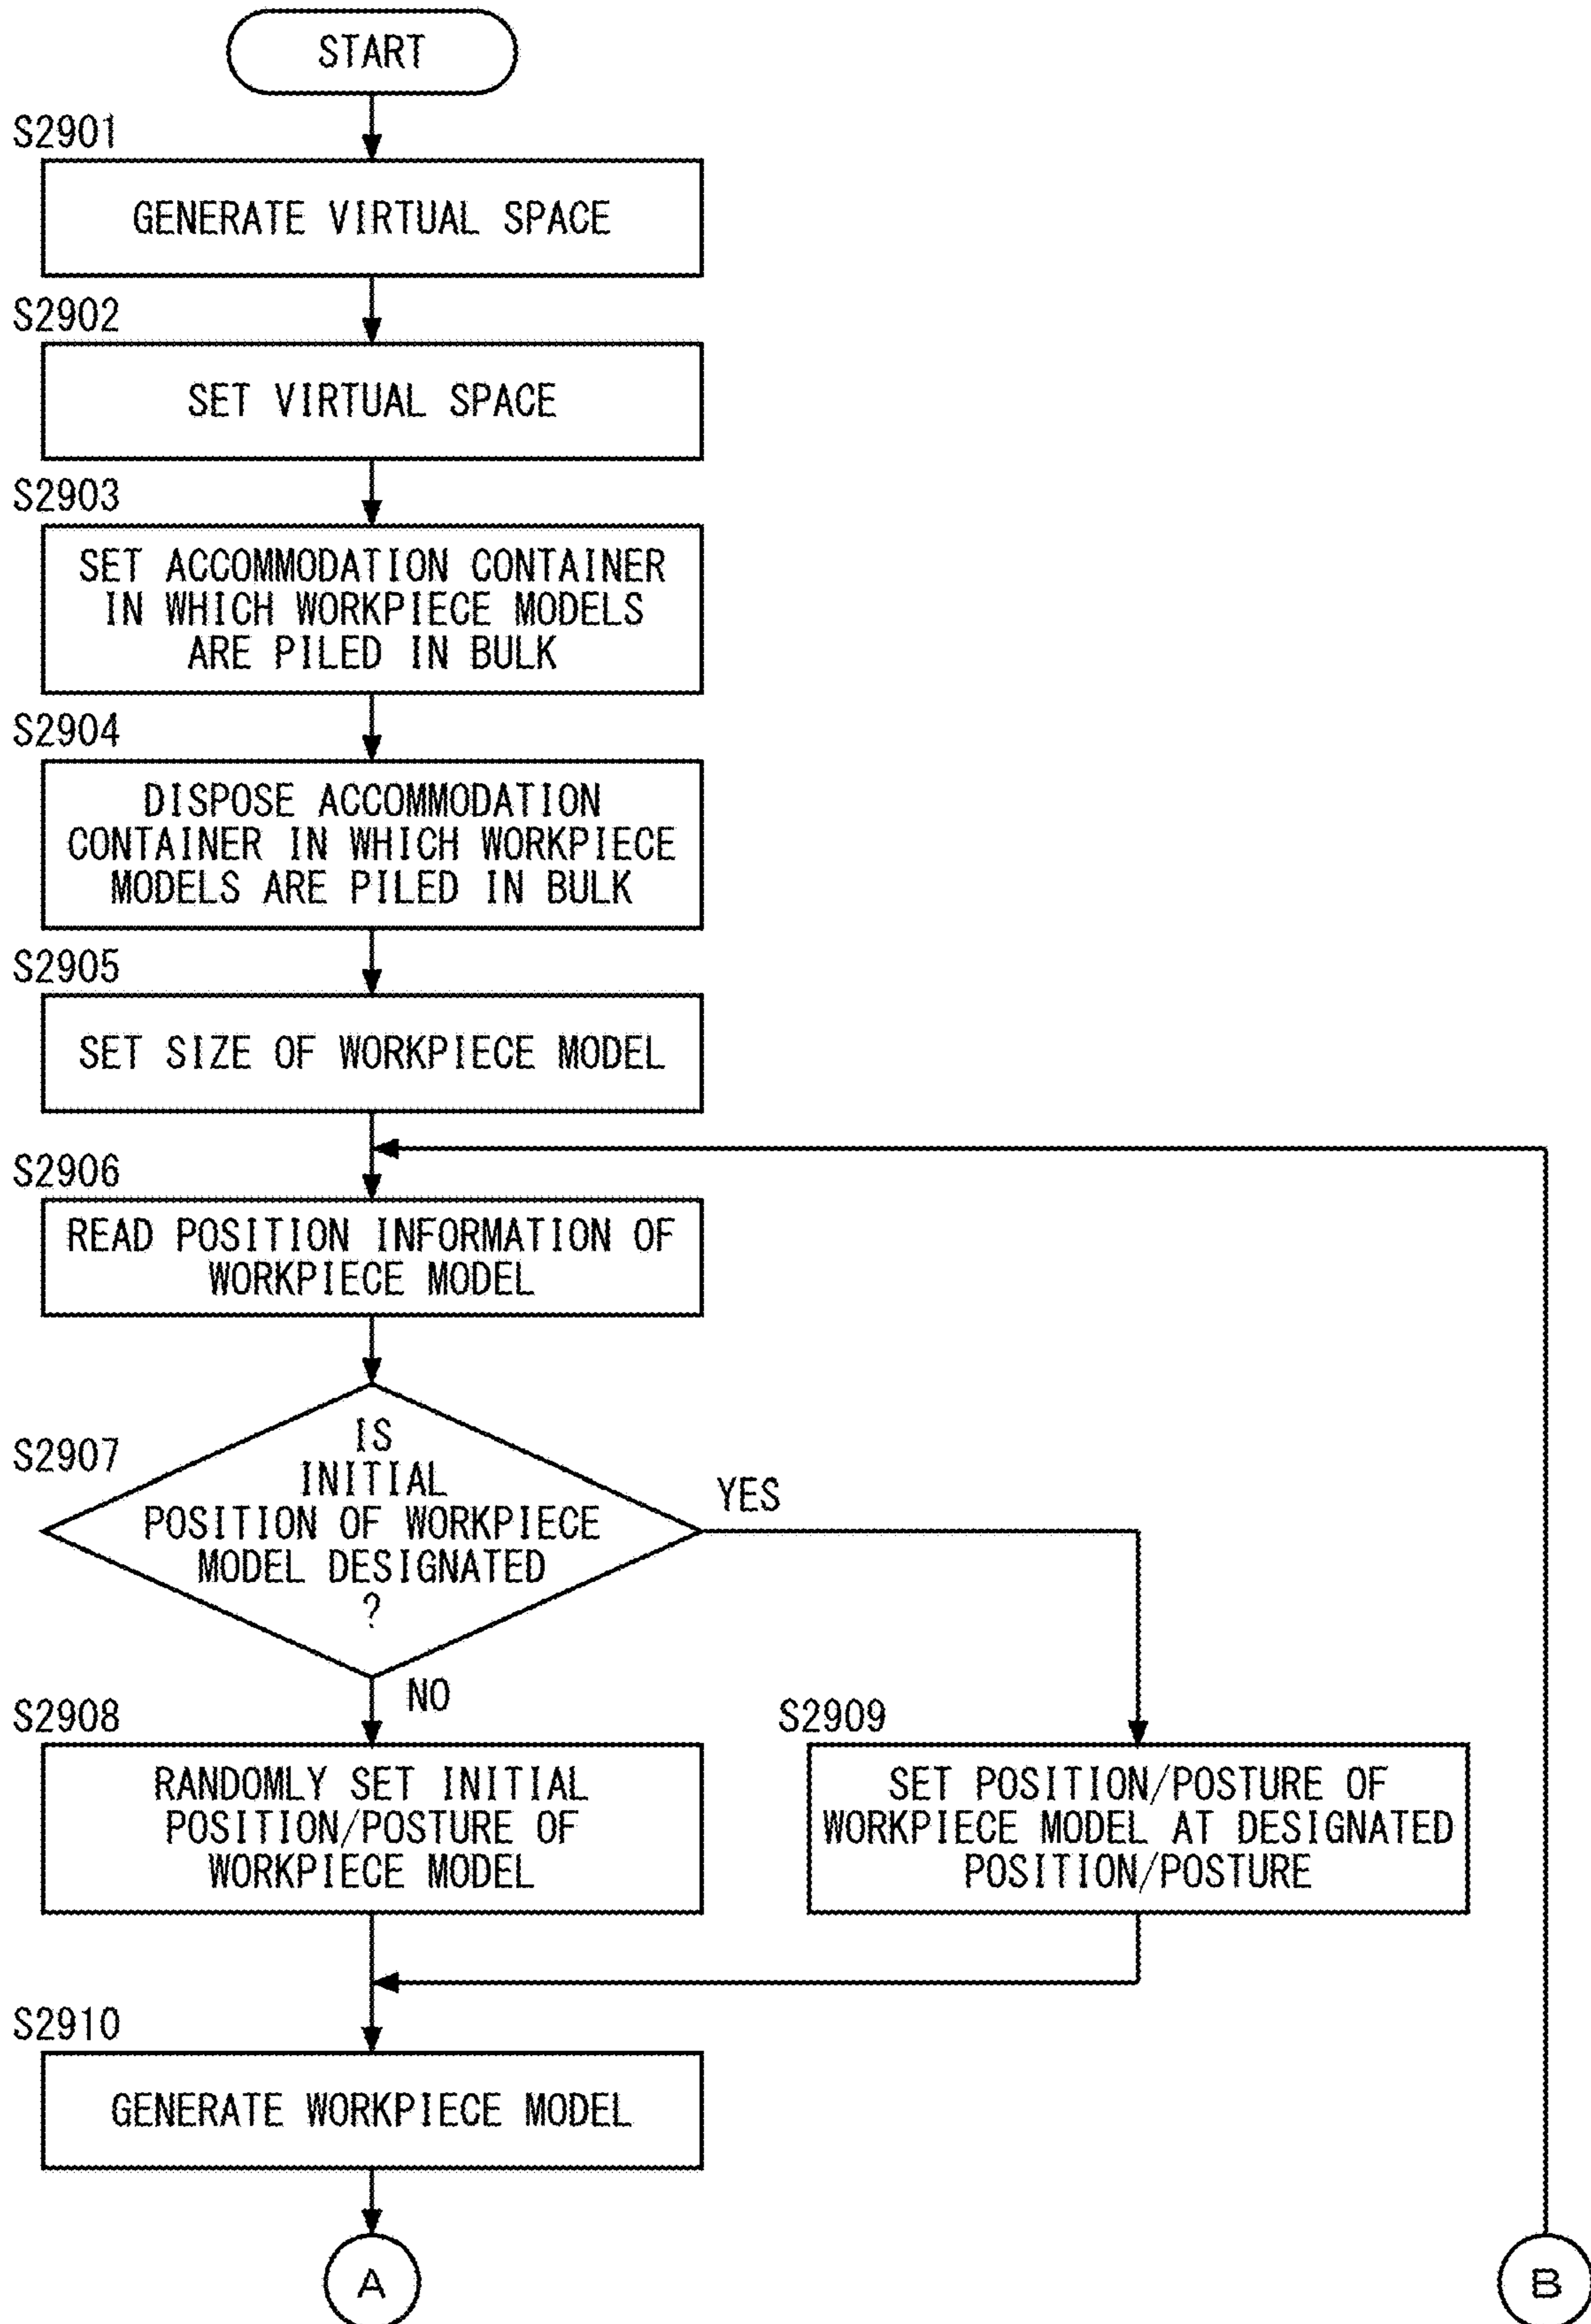 START
S2901
GENERATE VIRTUAL SPACE
S2902
SET VIRTUAL SPACE
S2903
SET ACCOMMODATION CONTAINER
IN WHICH WORKPIECE MODELS
ARE PILED IN BULK
S2904
DISPOSE ACCOMMODATION
CONTAINER IN WHICH WORKPIECE
MODELS ARE PILED IN BULK
S2905
SET SIZE OF WORKPIECE MODEL
S2906
READ POSITION INFORMATION OF
WORKPIECE MODEL
S2907
IS
INITIAL
POSITION OF WORKPIECE
MODEL DESIGNATED
?
YES
NO
S2908
RANDOMLY SET INITIAL
POSITION/POSTURE OF
WORKPIECE MODEL
S2909
SET POSITION/POSTURE OF
WORKPIECE MODEL AT DESIGNATED
POSITION/POSTURE
S2910
GENERATE WORKPIECE MODEL
A
B